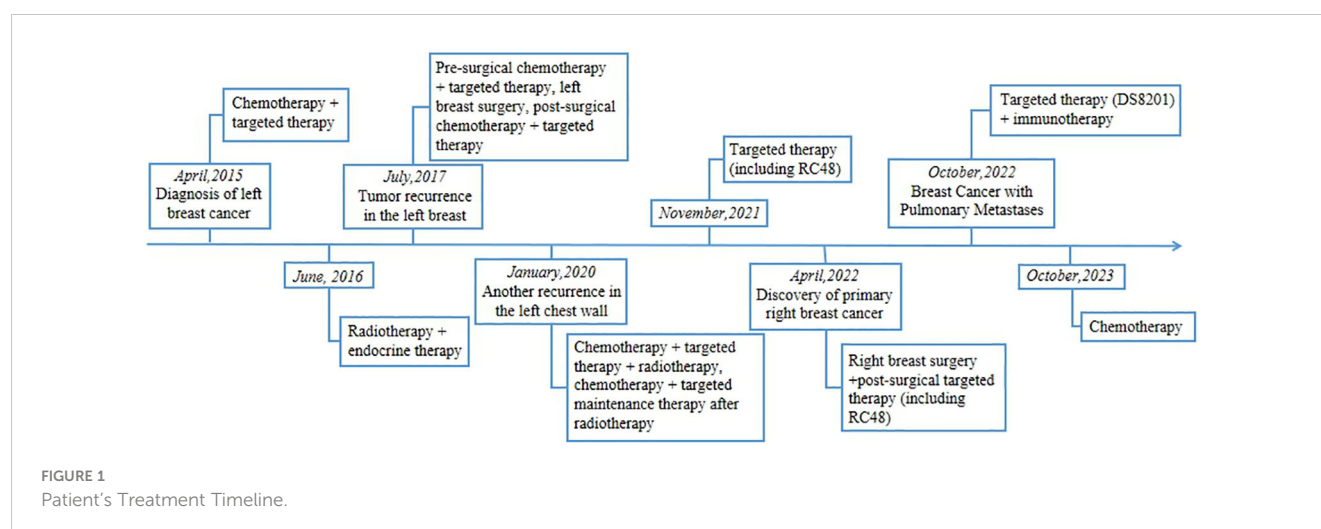 Chemotherapy +
targeted therapy
April,2015
Diagnosis of left
breast cancer
June, 2016
Radiotherapy +
endocrine therapy
Pre-surgical chemotherapy
+ targeted therapy, left
breast surgery, post-surgical
chemotherapy + targeted
therapy
July,2017
Tumor recurrence
in the left breast
January,2020
Another recurrence in
the left chest wall
Chemotherapy + targeted
therapy + radiotherapy,
chemotherapy + targeted
maintenance therapy after
radiotherapy
Targeted therapy
(including RC48)
November,2021
April,2022
Discovery of primary
right breast cancer
Right breast surgery
+post-surgical targeted
therapy (including
RC48)
Targeted therapy (DS8201)
+ immunotherapy
October,2022
Breast Cancer with
Pulmonary Metastases
October,2023
Chemotherapy
FIGURE 1
Patient's Treatment Timeline.